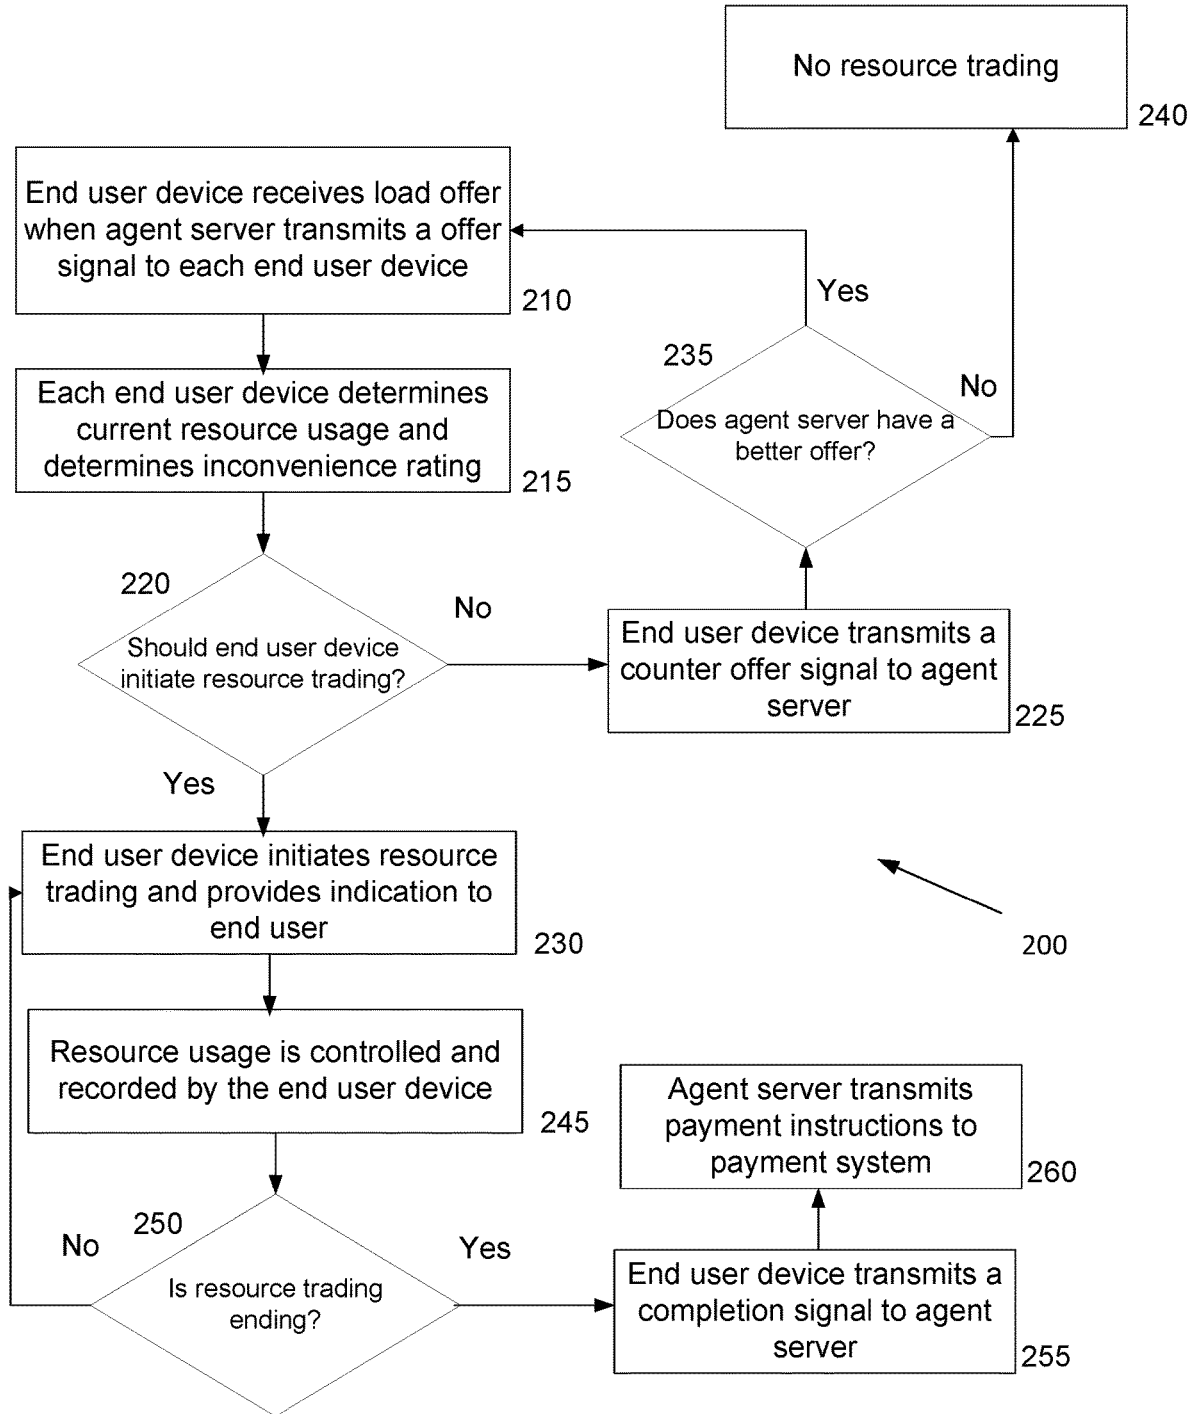 No resource trading
240
End user device receives load offer
when agent server transmits a offer
signal to each end user device
210
Yes
235
No
Does agent server have a
better offer?
Each end user device determines
current resource usage and
determines inconvenience rating
215
220
No
Should end user device
initiate resource trading?
End user device transmits a
counter offer signal to agent
server
225
Yes
End user device initiates resource
trading and provides indication to
end user
230
200
Resource usage is controlled and
recorded by the end user device
245
Agent server transmits
payment instructions to
payment system
260
250
No
Yes
Is resource trading
ending?
End user device transmits a
completion signal to agent
server
255